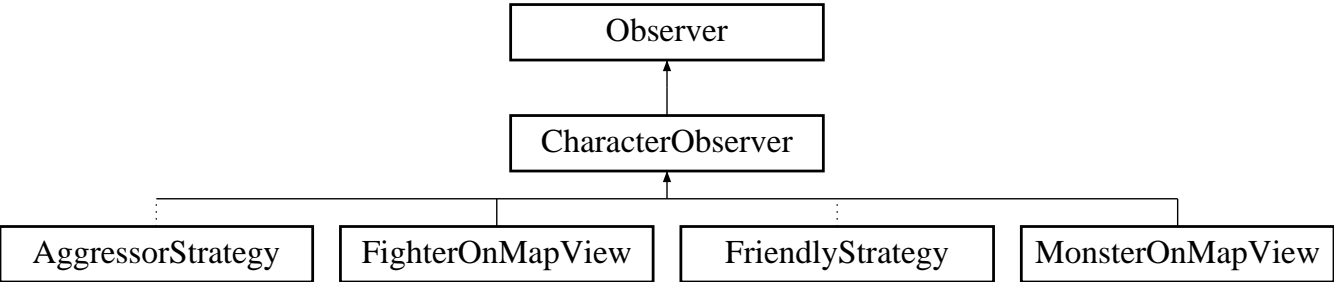 Observer
CharacterObserver
AggressorStrategy
FighterOnMapView
FriendlyStrategy
MonsterOnMapView